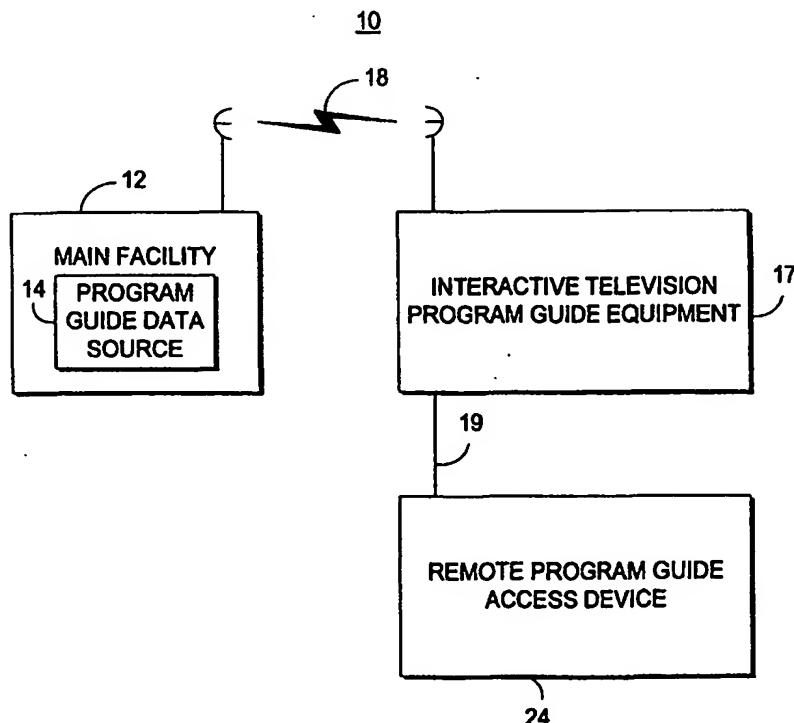 10
18
12
MAIN FACILITY
14
PROGRAM
GUIDE DATA
SOURCE
INTERACTIVE TELEVISION
PROGRAM GUIDE EQUIPMENT
17
19
REMOTE PROGRAM GUIDE
ACCESS DEVICE
24